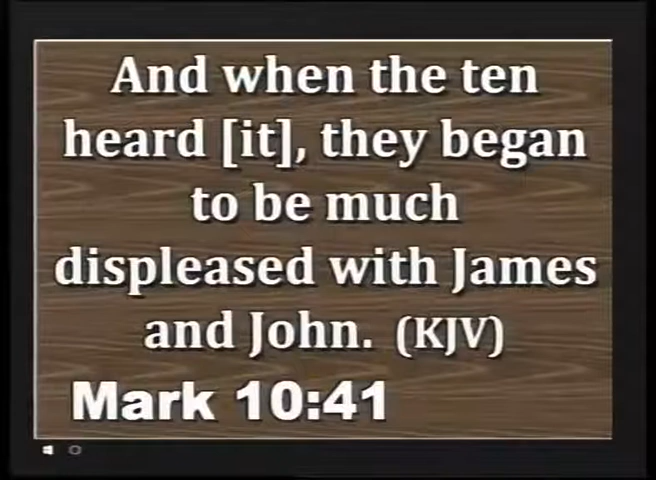 And when the ten
heard [it], they began
to be much
displeased with James
and John. (KJV)
Mark 10:41